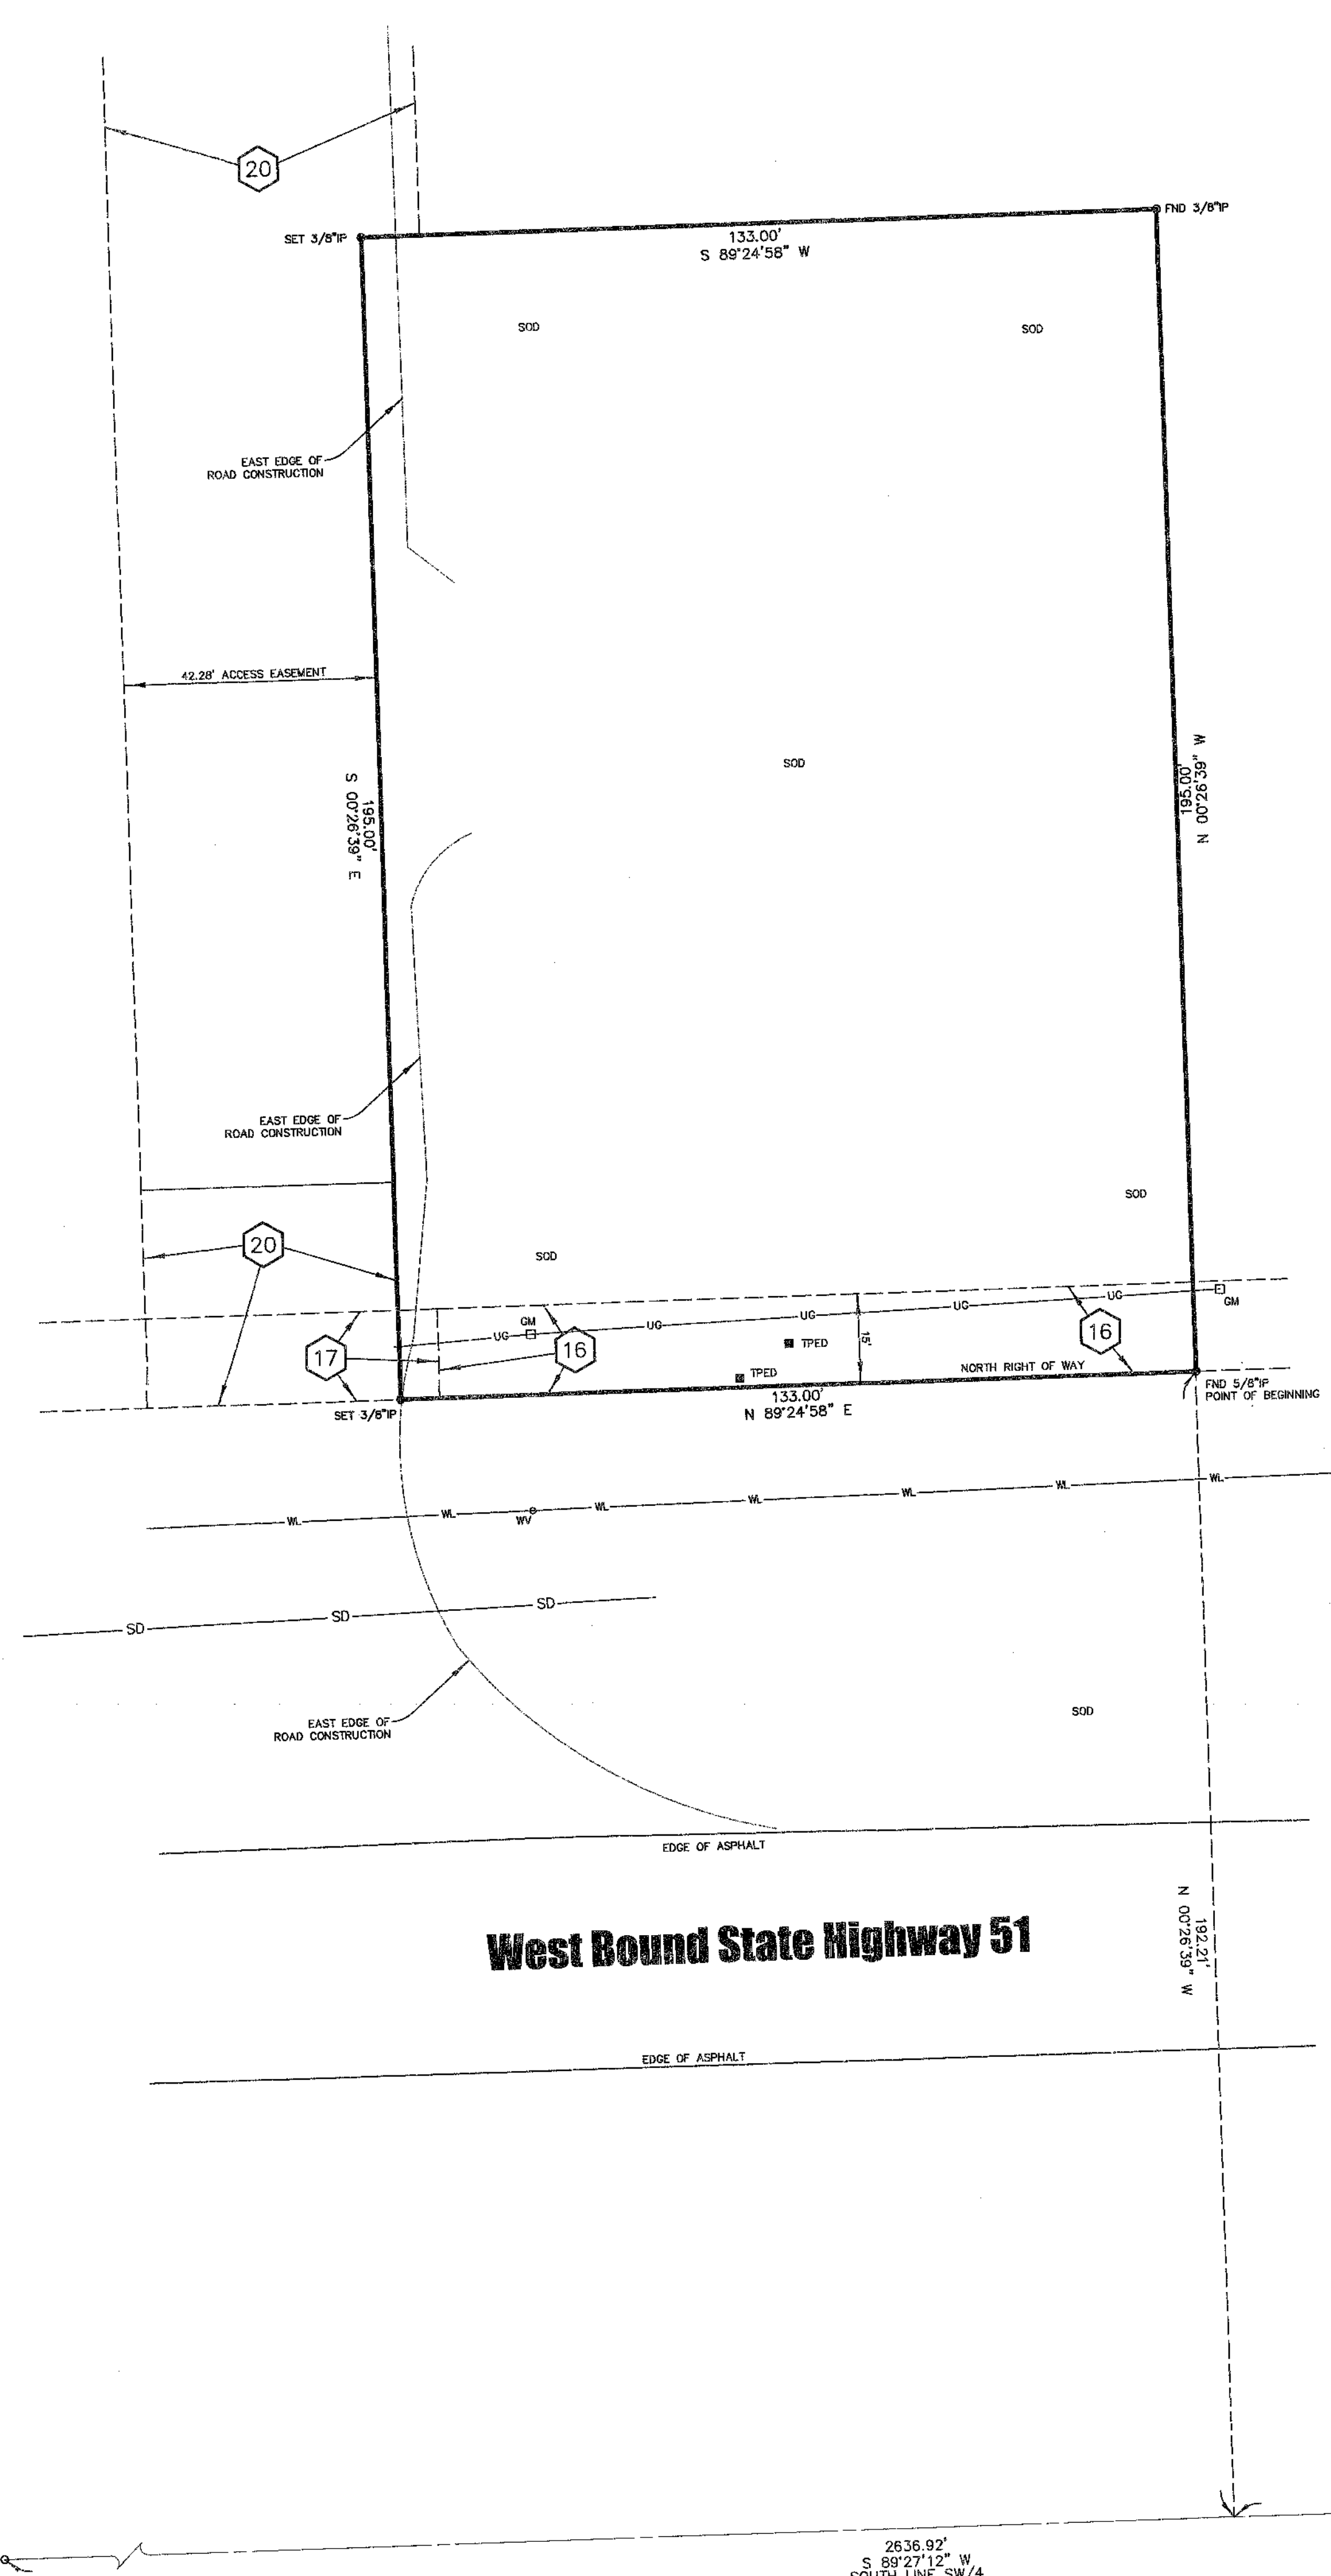 20
FND 3/8"IP
SET 3/8"IP
133.00'
S 89°24'58" W
SOD
SOD
EAST EDGE OF
ROAD CONSTRUCTION
42.28' ACCESS EASEMENT
SOD
195.00'
S 00°26'39" E
195.00'
N 00°26'39" W
EAST EDGE OF
ROAD CONSTRUCTION
SOD
20
SOD
UG
GM
UG
UG
UG
UG
GM
17
16
TPED
15'
16
TPED
NORTH RIGHT OF WAY
SET 3/8"IP
133.00'
N 89°24'58" E
FND 5/8"IP
POINT OF BEGINNING
WL
WL
WV
WL
WL
WL
WL
WL
SD
SD
SD
EAST EDGE OF
ROAD CONSTRUCTION
SOD
EDGE OF ASPHALT
West Bound State Highway 51
192.21'
N 00°26'39" W
EDGE OF ASPHALT
2636.92'
S 89°27'12" W
SOUTH LINE SW/4